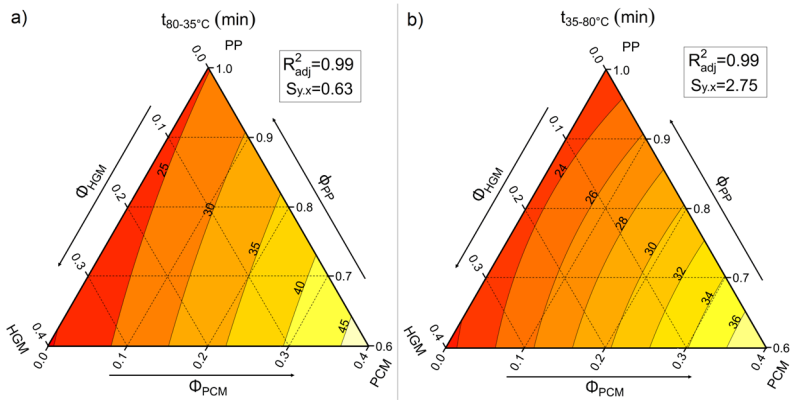 a)
t80-35°C (min)
PP
R²adj=0.99
Sy.x=0.63
0.0
0.1
0.2
0.3
0.4
1.0
0.9
0.8
0.7
0.6
ΦHGM
ϕPP
25
30
35
40
45
HGM
0.0
0.1
0.2
0.3
0.4
PCM
ΦPCM
b)
t35-80°C (min)
PP
R²adj=0.99
Sy.x=2.75
0.0
0.1
0.2
0.3
0.4
1.0
0.9
0.8
0.7
0.6
ΦHGM
ϕPP
24
26
28
30
32
34
36
HGM
0.0
0.1
0.2
0.3
0.4
PCM
ΦPCM